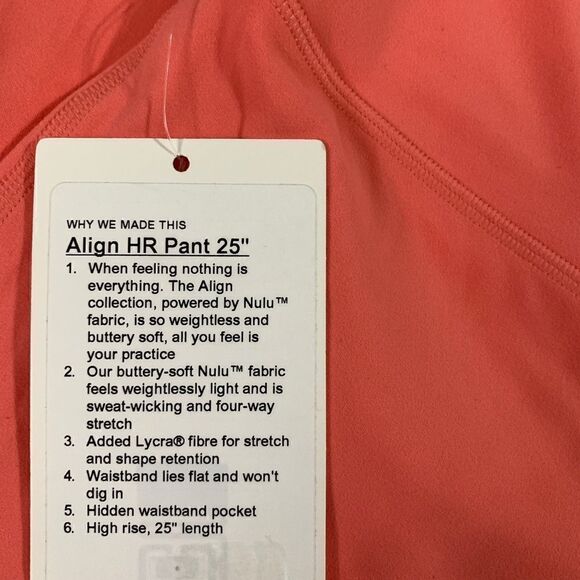 WHY WE MADE THIS
Align HR Pant 25"
1. When feeling nothing is
everything. The Align
collection, powered by Nulu™
fabric, is so weightless and
buttery soft, all you feel is
your practice
2. Our buttery-soft Nulu™ fabric
feels weightlessly light and is
sweat-wicking and four-way
stretch
3. Added Lycra® fibre for stretch
and shape retention
4. Waistband lies flat and won't
dig in
5. Hidden waistband pocket
6. High rise, 25" length